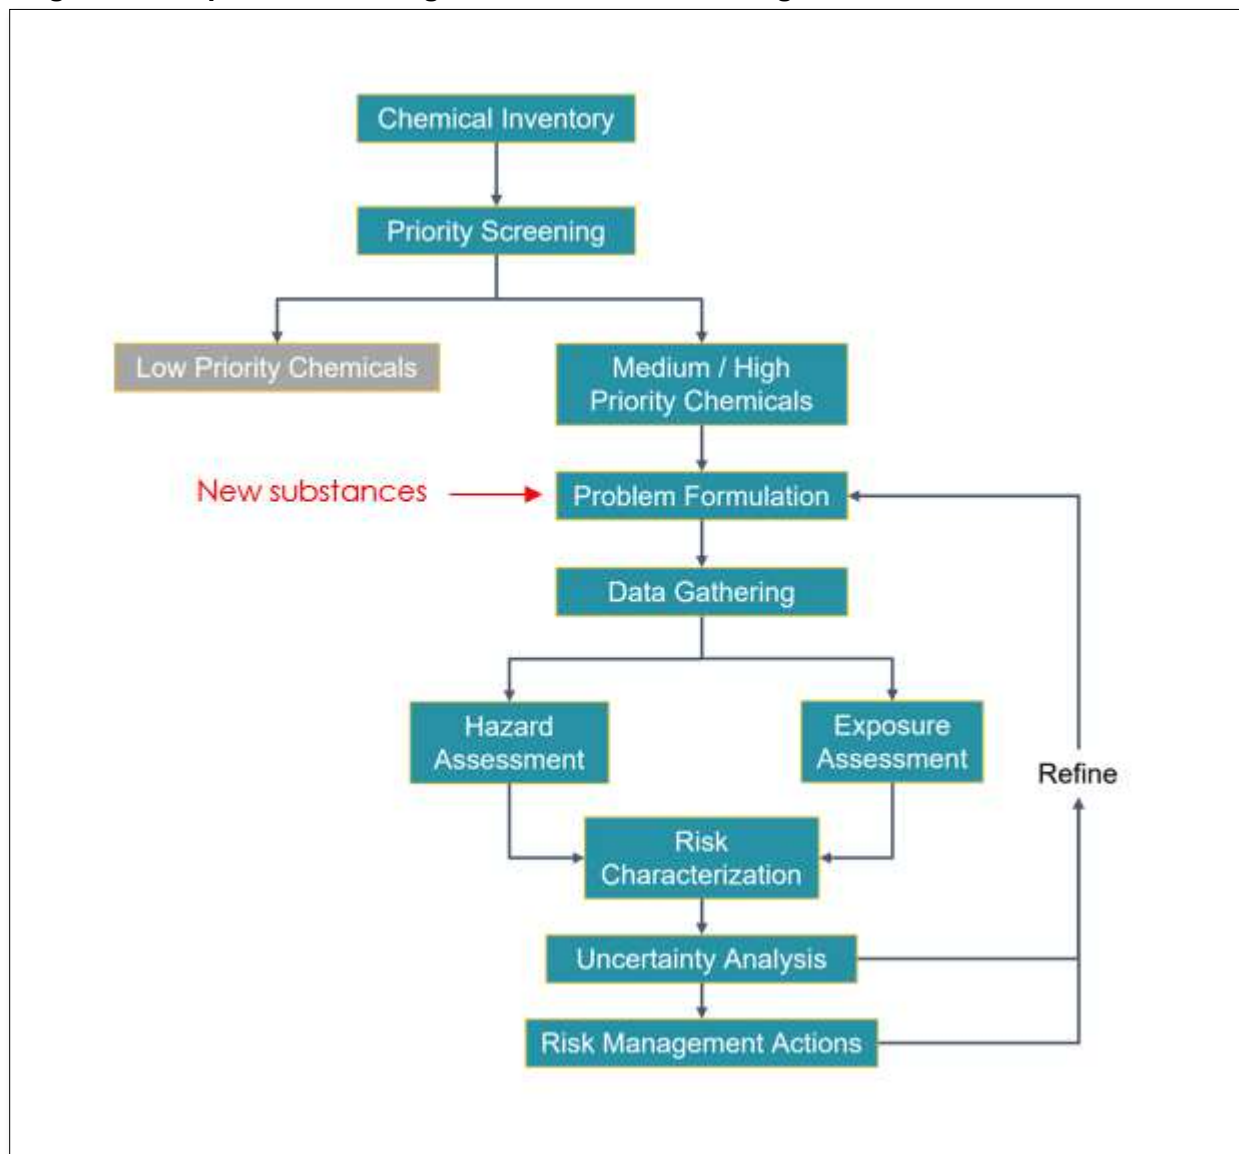 Chemical Inventory
Priority Screening
Low Priority Chemicals
Medium / High
Priority Chemicals
New substances
Problem Formulation
Data Gathering
Hazard
Assessment
Exposure
Assessment
Refine
Risk
Characterization
Uncertainty Analysis
Risk Management Actions